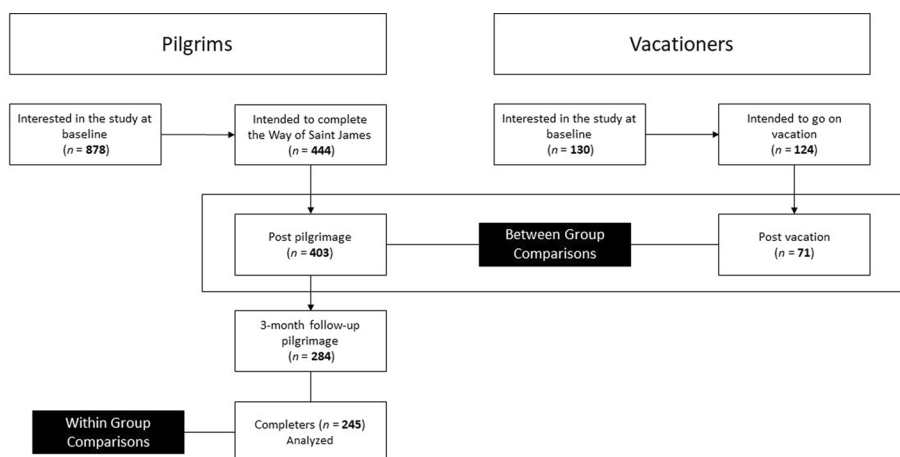 Pilgrims
Vacationers
Interested in the study at
baseline
(n = 878)
Intended to complete
the Way of Saint James
(n = 444)
Interested in the study at
baseline
(n = 130)
Intended to go on
vacation
(n = 124)
Post pilgrimage
(n = 403)
Between Group
Comparisons
Post vacation
(n = 71)
3-month follow-up
pilgrimage
(n = 284)
Within Group
Comparisons
Completers (n = 245)
Analyzed